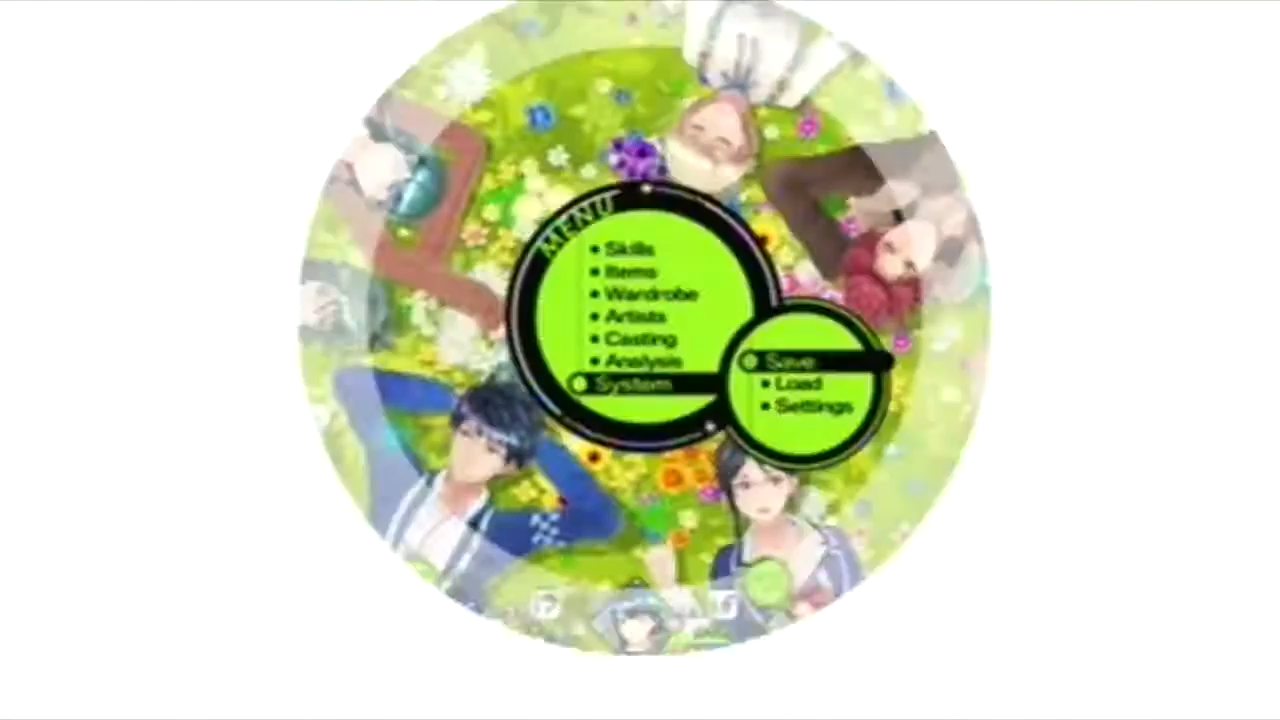 MENU
Skills
Items
Wardrobe
Artists
Casting
Analysis
System
Save
Load
Settings